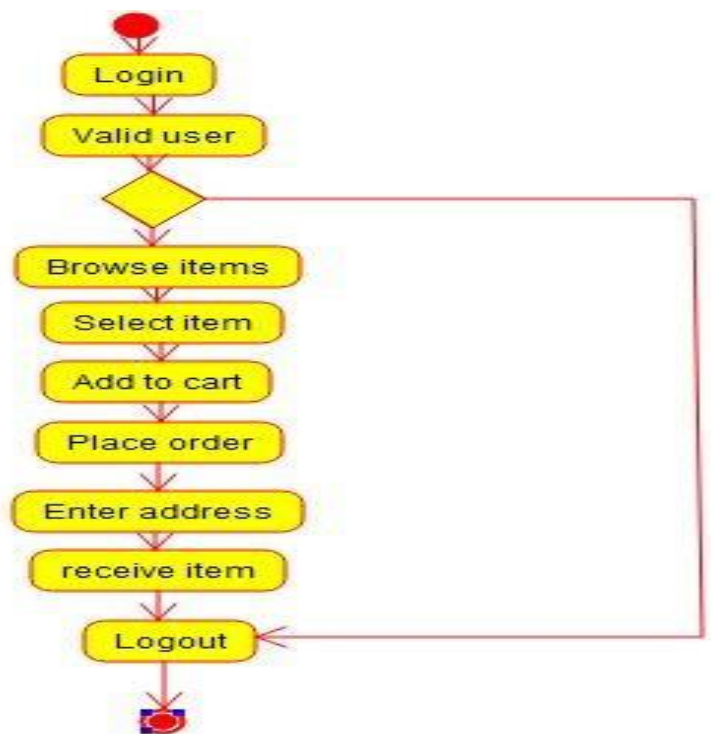 Login
Valid user
Browse items
Select item
Add to cart
Place order
Enter address
receive item
Logout